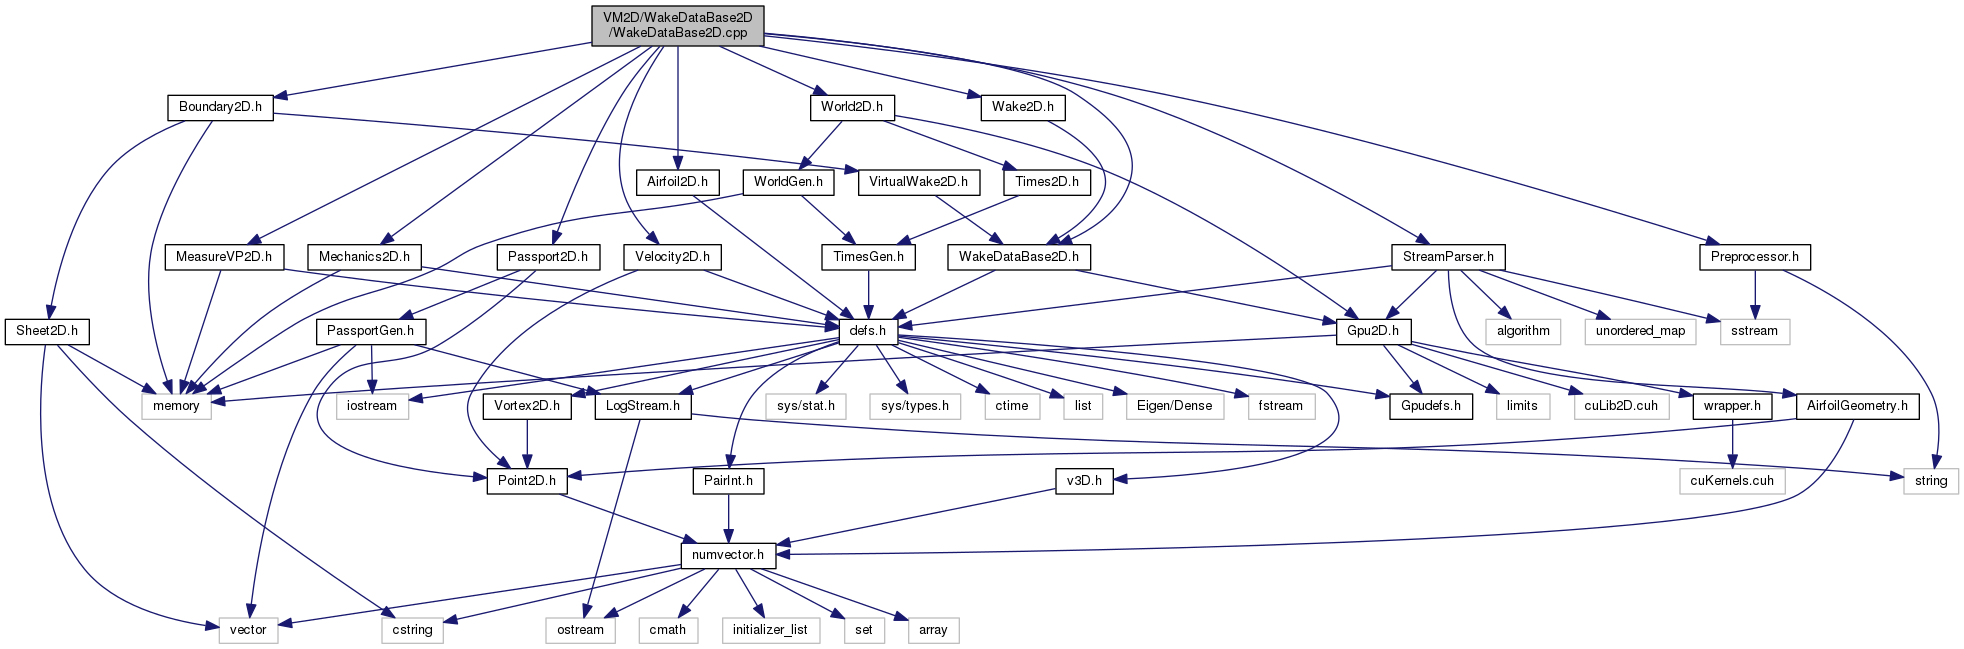 VM2D/WakeDataBase2D
/WakeDataBase2D.cpp
Boundary2D.h
World2D.h
Wake2D.h
Airfoil2D.h
WorldGen.h
VirtualWake2D.h
Times2D.h
MeasureVP2D.h
Mechanics2D.h
Passport2D.h
Velocity2D.h
TimesGen.h
WakeDataBase2D.h
StreamParser.h
Preprocessor.h
Sheet2D.h
PassportGen.h
defs.h
Gpu2D.h
algorithm
unordered_map
sstream
memory
iostream
Vortex2D.h
LogStream.h
sys/stat.h
sys/types.h
ctime
list
Eigen/Dense
fstream
Gpudefs.h
limits
cuLib2D.cuh
wrapper.h
AirfoilGeometry.h
Point2D.h
PairInt.h
v3D.h
cuKernels.cuh
string
numvector.h
vector
cstring
ostream
cmath
initializer_list
set
array